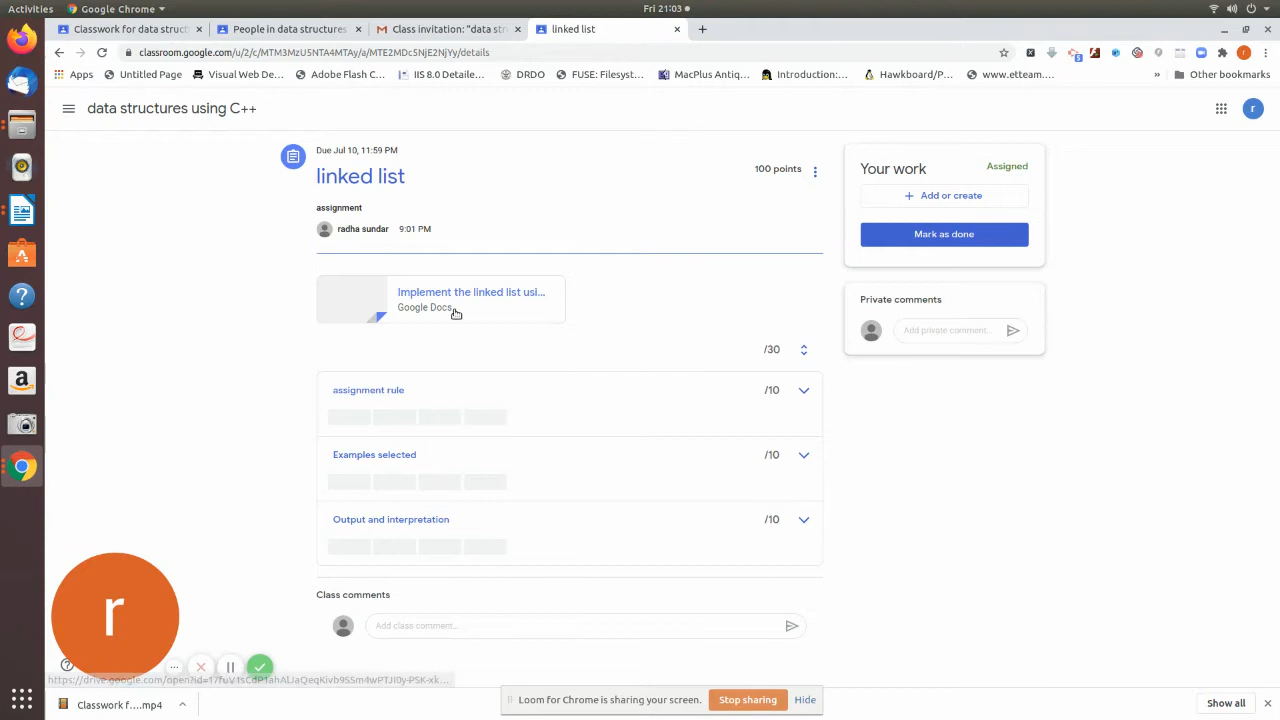 Activities
Google Chrome
Fri 21:03
Classwork for data struct
People in data structures
Class invitation: "data str
linked list
classroom.google.com/u/2/c/MTM3MzU5NTA4MTAy/a/MTE2MDc5NjE2NjYy/details
Apps
Untitled Page
Visual Web De...
Adobe Flash C...
IIS 8.0 Detaile...
DRDO
FUSE: Filesyst...
MacPlus Antiq...
Introduction:...
Hawkboard/P...
www.etteam....
»
Other bookmarks
data structures using C++
r
Due Jul 10, 11:59 PM
linked list
100 points
assignment
radha sundar 9:01 PM
Implement the linked list usi...
Google Docs
/30
assignment rule
/10
Examples selected
/10
Output and interpretation
/10
Class comments
Add class comment...
Your work
Assigned
+ Add or create
Mark as done
Private comments
Add private comment...
r
Loom for Chrome is sharing your screen.
Stop sharing
Hide
Classwork f....mp4
Show all